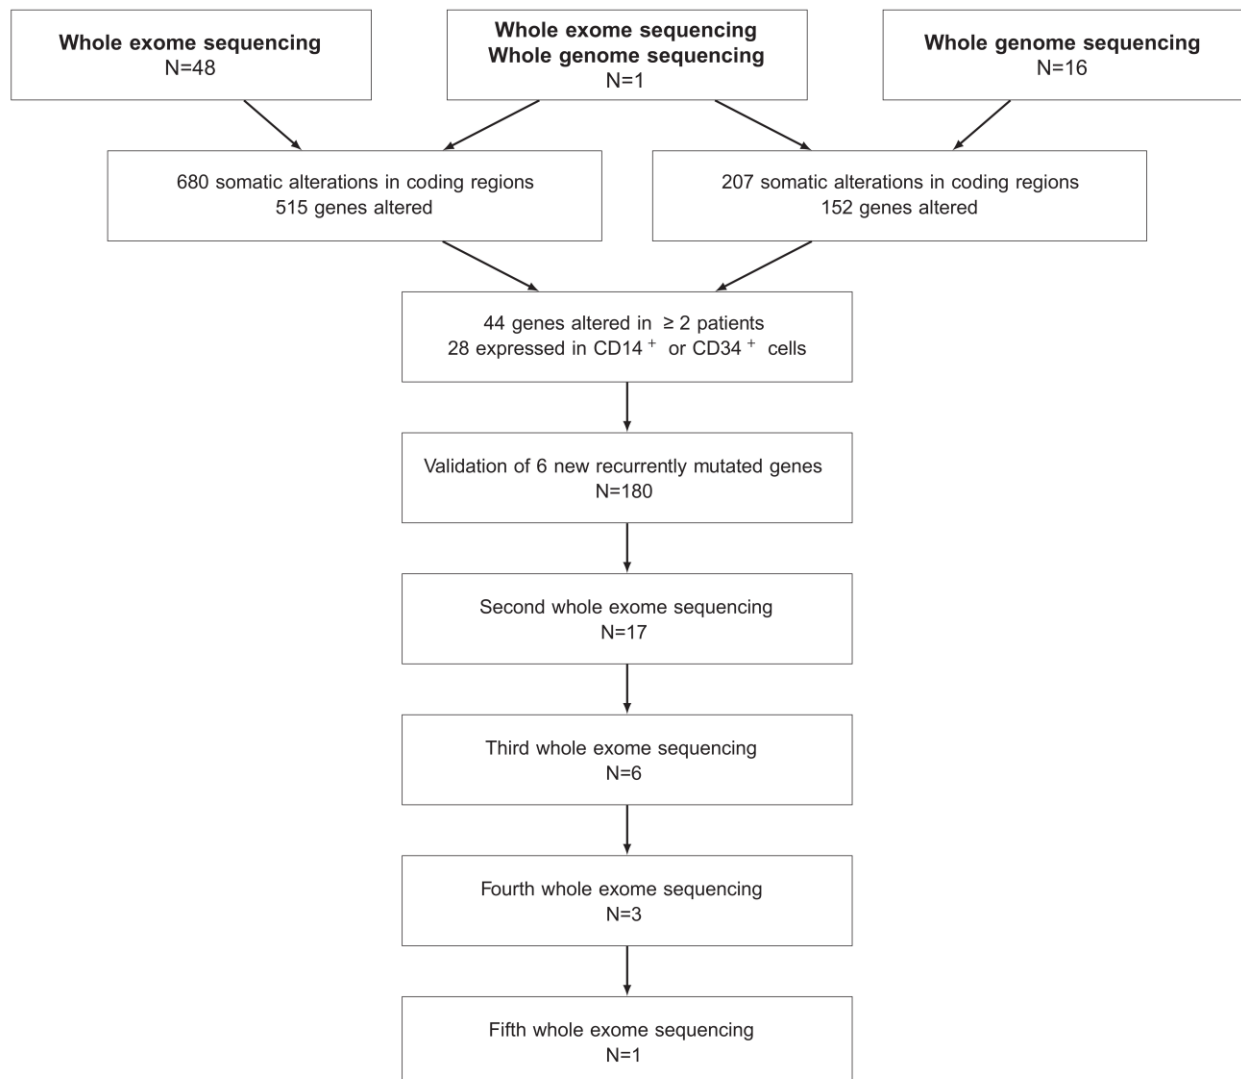 Whole exome sequencing
N=48
Whole exome sequencing
Whole genome sequencing
N=1
Whole genome sequencing
N=16
680 somatic alterations in coding regions
515 genes altered
207 somatic alterations in coding regions
152 genes altered
44 genes altered in ≥ 2 patients
28 expressed in CD14 + or CD34 + cells
Validation of 6 new recurrently mutated genes
N=180
Second whole exome sequencing
N=17
Third whole exome sequencing
N=6
Fourth whole exome sequencing
N=3
Fifth whole exome sequencing
N=1